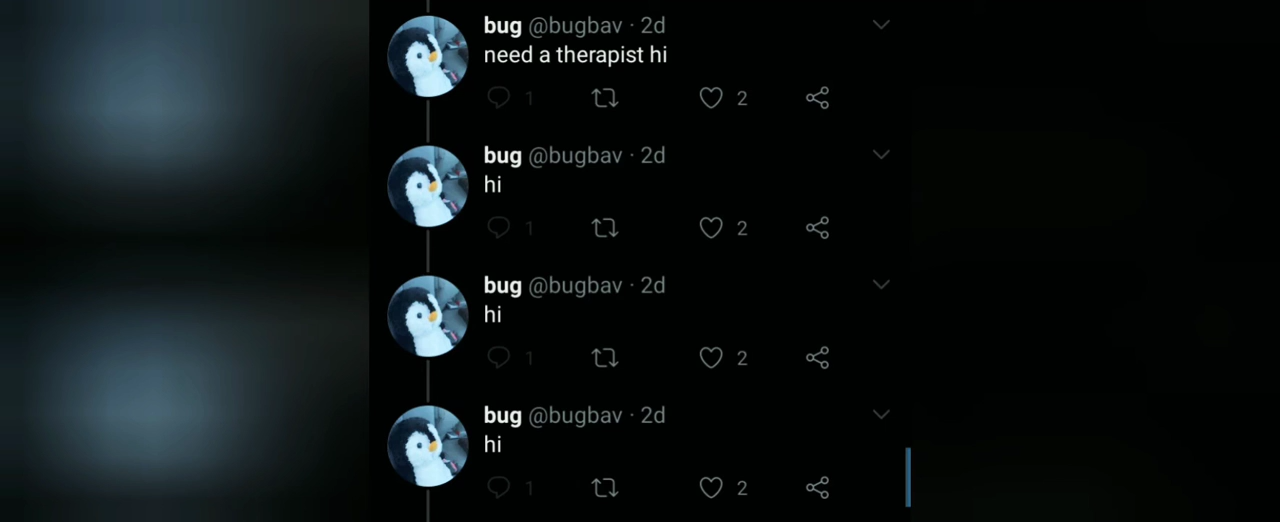 bug @bugbav · 2d
need a therapist hi
1 2
bug @bugbav · 2d
hi
1 2
bug @bugbav · 2d
hi
1 2
bug @bugbav · 2d
hi
1 2